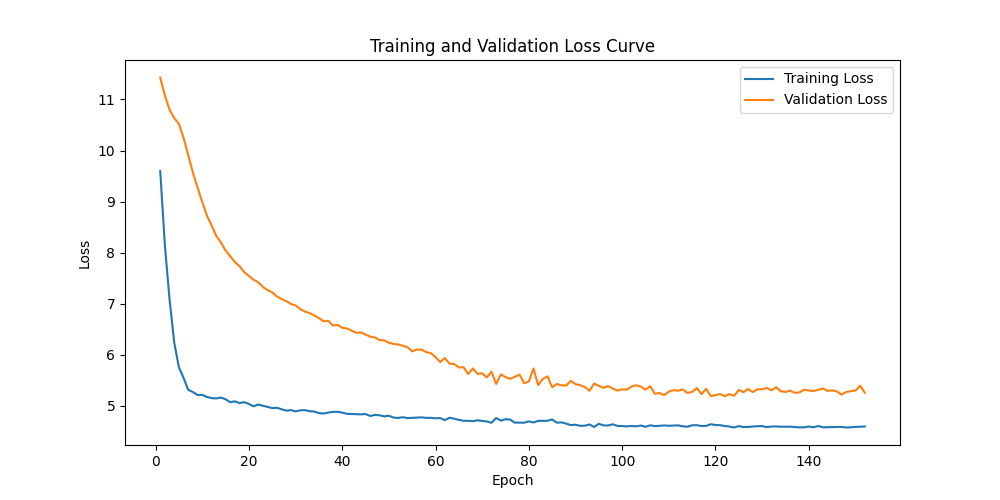 Training and Validation Loss Curve
Training Loss
Validation Loss
11
10
9
8
7
6
5
Loss
0 20 40 60 80 100 120 140
Epoch